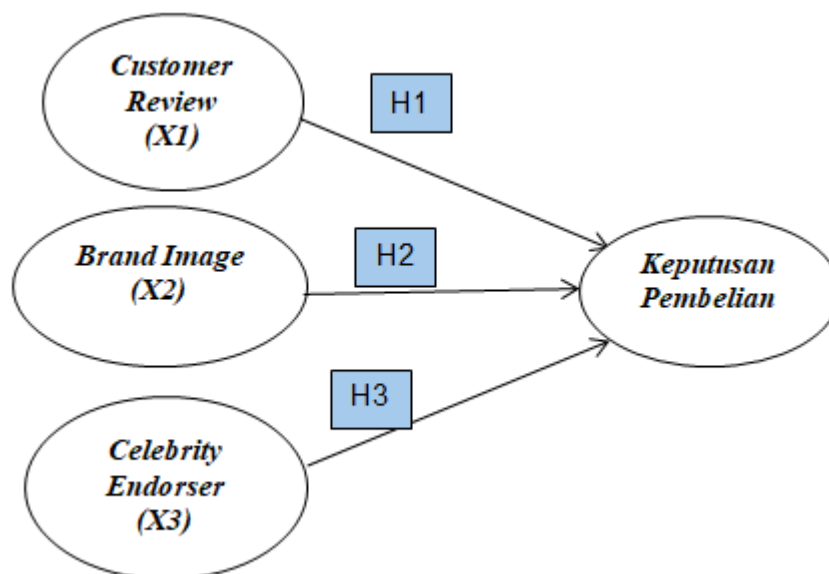 Customer
Review
(X1)
H1
Brand Image
(X2)
H2
Keputusan
Pembelian
H3
Celebrity
Endorser
(X3)